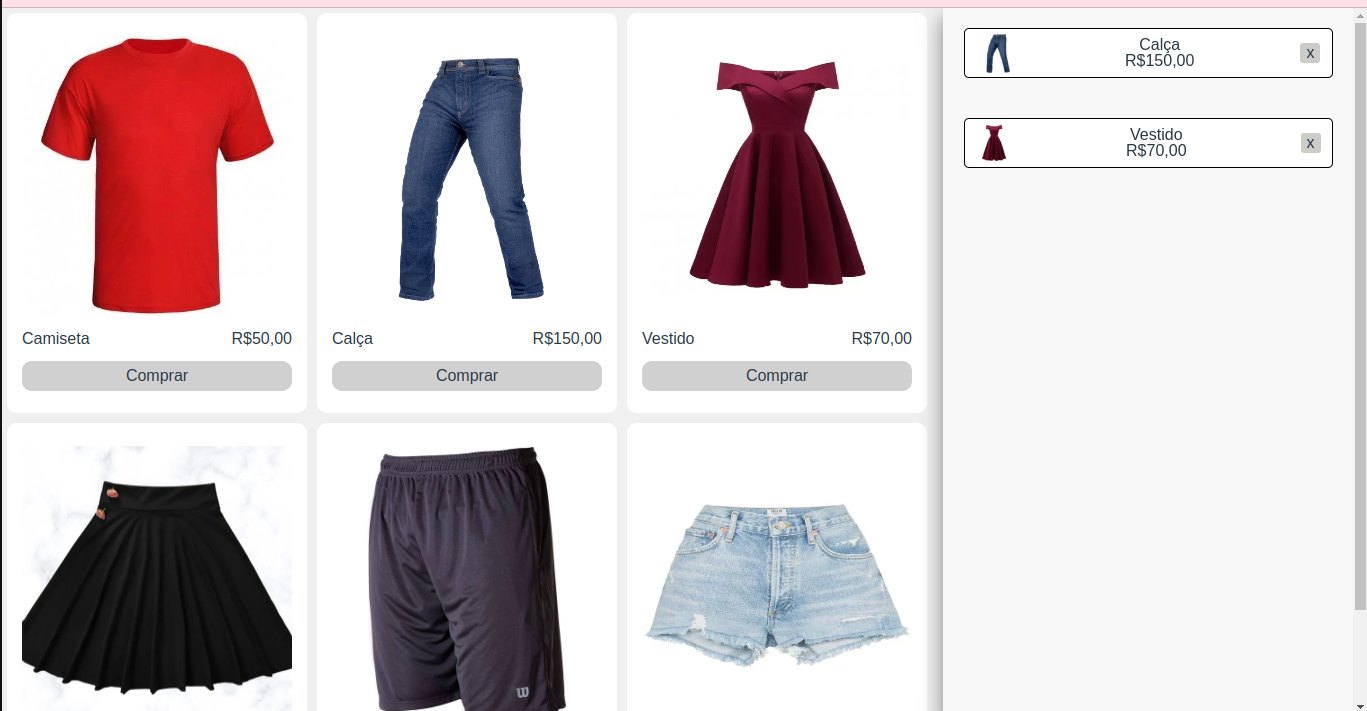 Camiseta R$50,00
Comprar
Calça R$150,00
Comprar
Vestido R$70,00
Comprar
W
Calça
R$150,00
X
Vestido
R$70,00
X